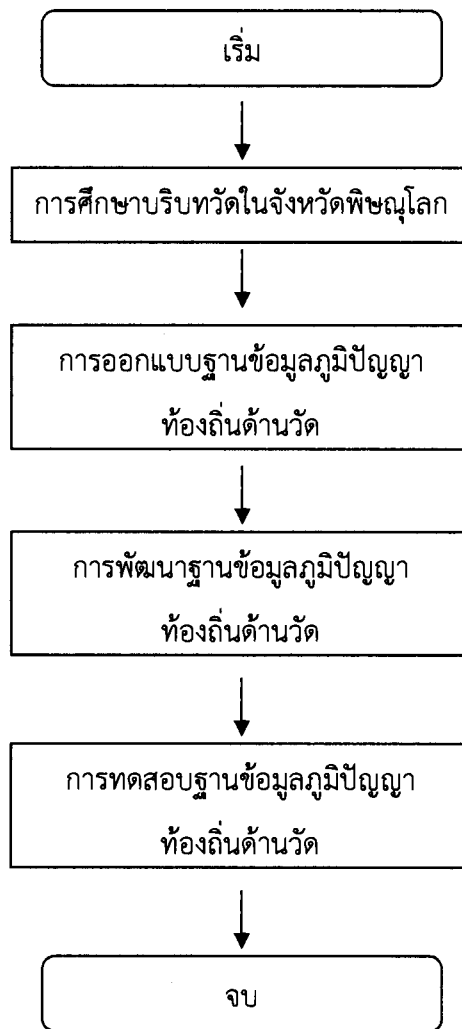 เริ่ม
การศึกษาบริบทวัดในจังหวัดพิษณุโลก
การออกแบบฐานข้อมูลภูมิปัญญา
ท้องถิ่นด้านวัด
การพัฒนาฐานข้อมูลภูมิปัญญา
ท้องถิ่นด้านวัด
การทดสอบฐานข้อมูลภูมิปัญญา
ท้องถิ่นด้านวัด
จบ